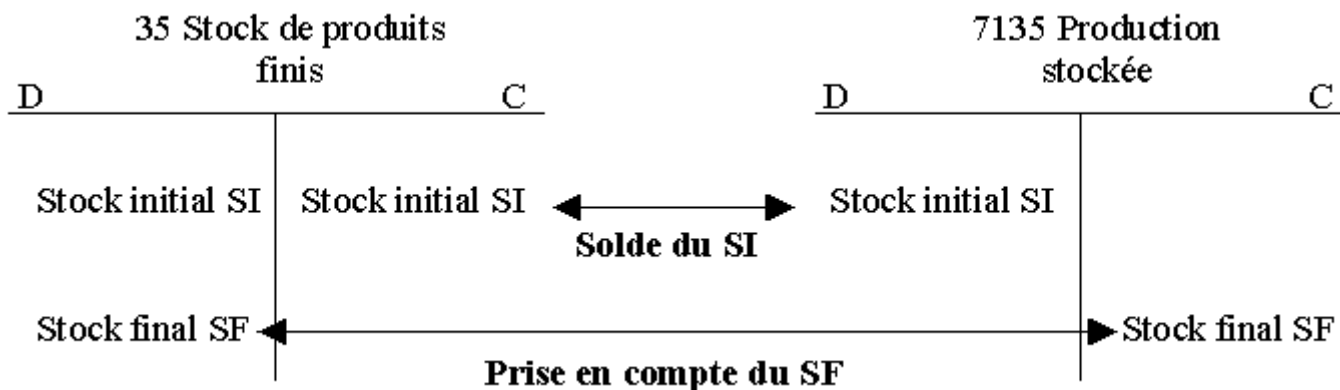 35 Stock de produits
finis
7135 Production
stockée
D C D C
Stock initial SI Stock initial SI Stock initial SI
Solde du SI
Stock final SF Stock final SF
Prise en compte du SF